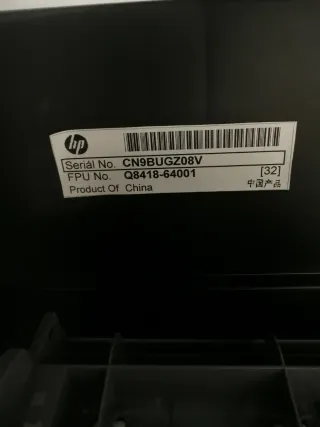 hp
Serial No. CN9BUGZ08V
FPU No. Q8418-64001 [32]
Product Of China 中国产品